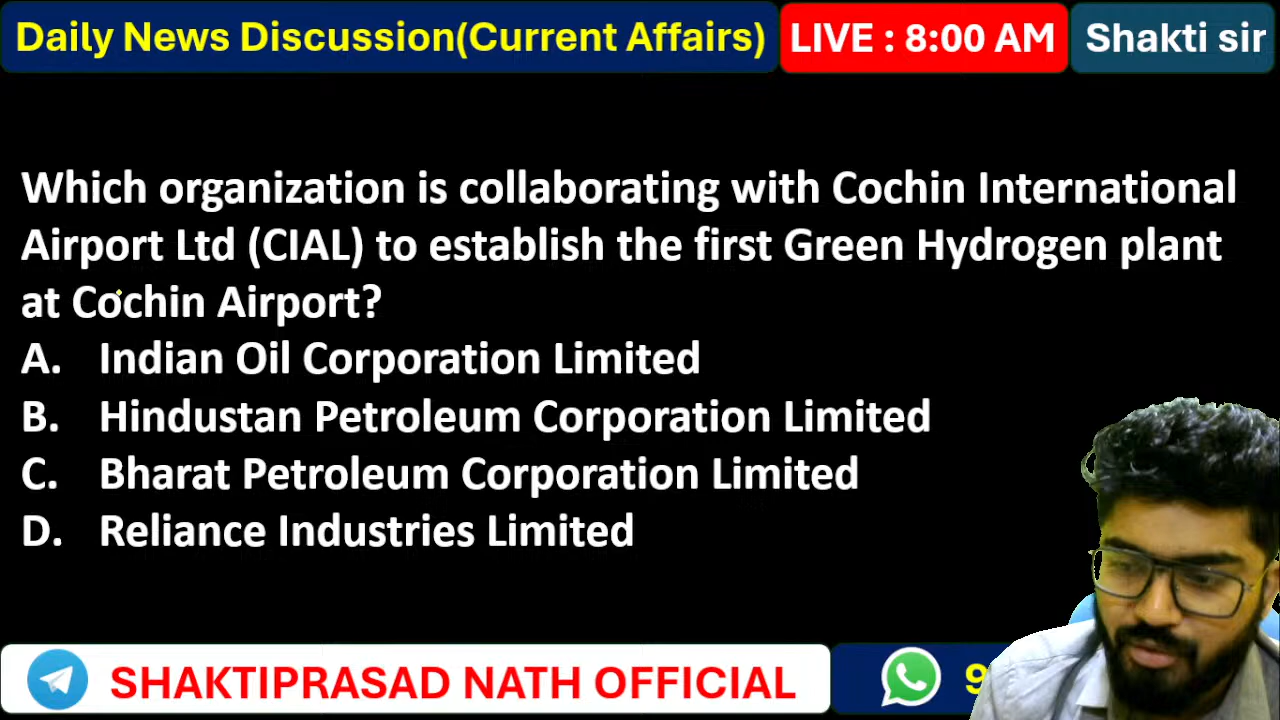 Daily News Discussion(Current Affairs) LIVE : 8:00 AM Shakti sir
Which organization is collaborating with Cochin International
Airport Ltd (CIAL) to establish the first Green Hydrogen plant
at Cochin Airport?
A. Indian Oil Corporation Limited
B. Hindustan Petroleum Corporation Limited
C. Bharat Petroleum Corporation Limited
D. Reliance Industries Limited
SHAKTIPRASAD NATH OFFICIAL 9